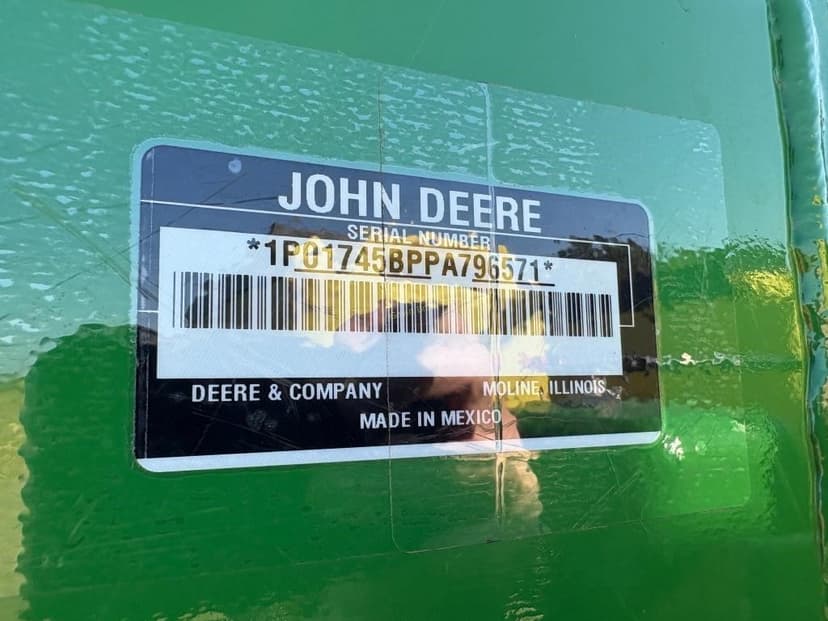 JOHN DEERE
SERIAL NUMBER
*1P01745BPPA796571*
DEERE & COMPANY MOLINE, ILLINOIS
MADE IN MEXICO